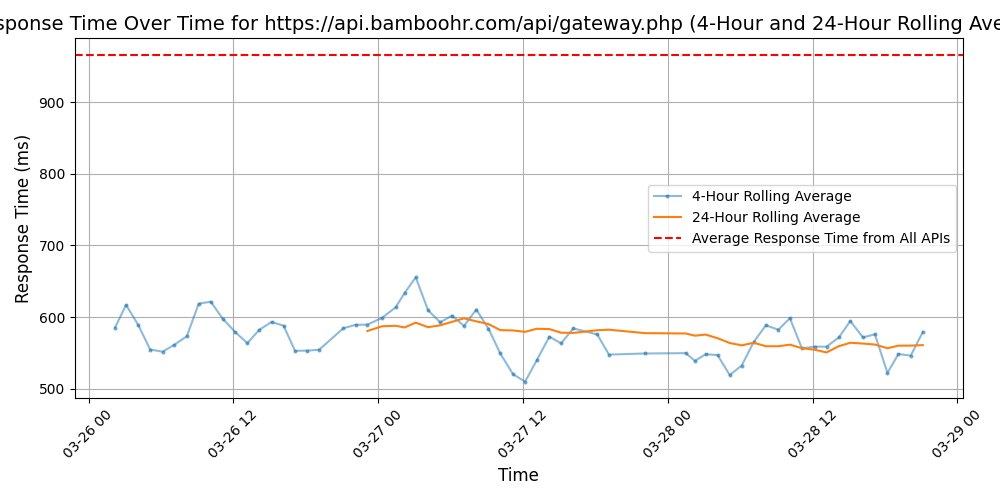 sponse Time Over Time for https://api.bamboohr.com/api/gateway.php (4-Hour and 24-Hour Rolling Ave
Response Time (ms)
900
800
700
600
500
4-Hour Rolling Average
24-Hour Rolling Average
Average Response Time from All APIs
03-26 00
03-26 12
03-27 00
03-27 12
03-28 00
03-28 12
03-29 00
Time